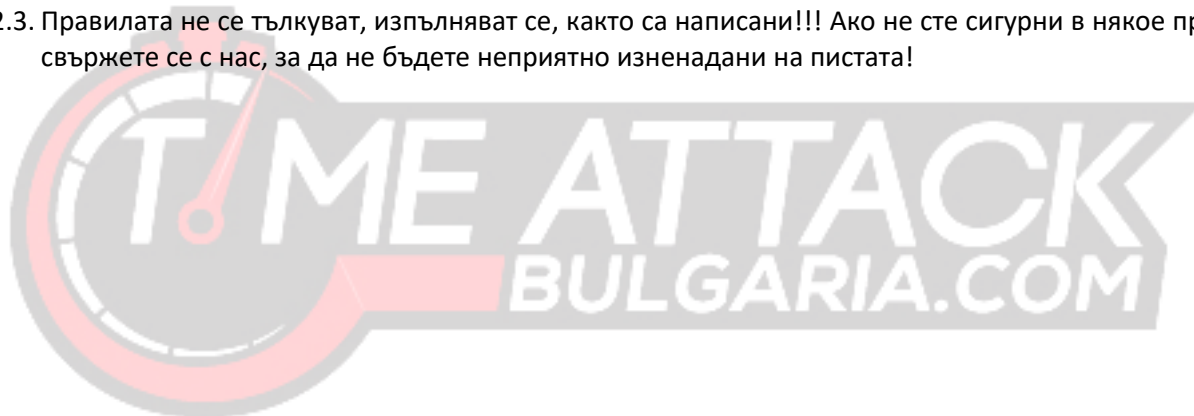 2.3. Правилата не се тълкуват, изпълняват се, както са написани!!! Ако не сте сигурни в някое пр
свържете се с нас, за да не бъдете неприятно изненадани на пистата!
TIME ATTACK
BULGARIA.COM